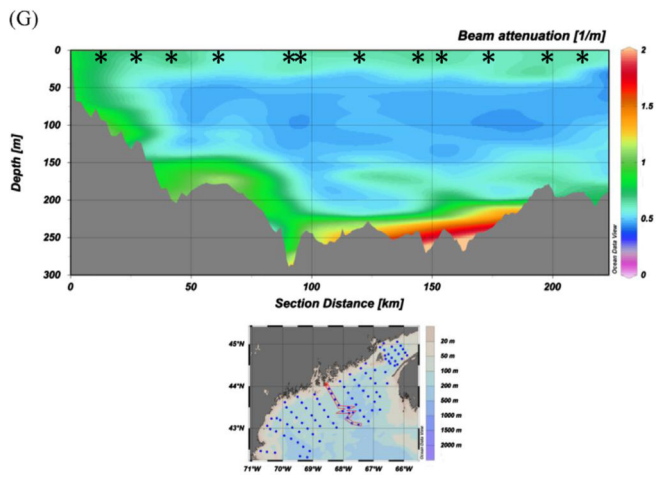 (G)
Beam attenuation [1/m]
* * * * * * * * * * * *
0
50
100
150
200
250
300
Depth [m]
0 50 100 150 200
Section Distance [km]
2
1.5
1
0.5
0
Ocean Data View
45°N
44°N
43°N
71°W 70°W 69°W 68°W 67°W 66°W
20 m
50 m
100 m
200 m
500 m
1000 m
1500 m
2000 m
Ocean Data View